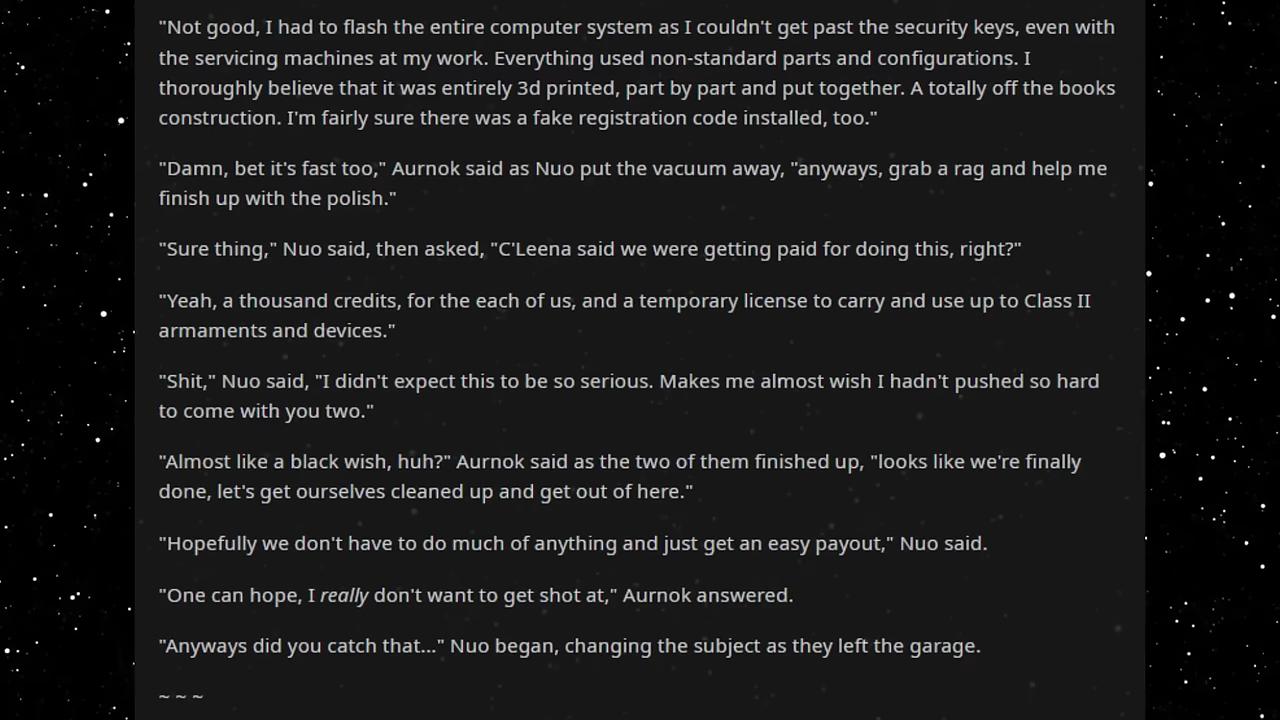 "Not good, I had to flash the entire computer system as I couldn't get past the security keys, even with
the servicing machines at my work. Everything used non-standard parts and configurations. I
thoroughly believe that it was entirely 3d printed, part by part and put together. A totally off the books
construction. I'm fairly sure there was a fake registration code installed, too."
"Damn, bet it's fast too," Aurnok said as Nuo put the vacuum away, "anyways, grab a rag and help me
finish up with the polish."
"Sure thing," Nuo said, then asked, "C'Leena said we were getting paid for doing this, right?"
"Yeah, a thousand credits, for the each of us, and a temporary license to carry and use up to Class II
armaments and devices."
"Shit," Nuo said, "I didn't expect this to be so serious. Makes me almost wish I hadn't pushed so hard
to come with you two."
"Almost like a black wish, huh?" Aurnok said as the two of them finished up, "looks like we're finally
done, let's get ourselves cleaned up and get out of here."
"Hopefully we don't have to do much of anything and just get an easy payout," Nuo said.
"One can hope, I really don't want to get shot at," Aurnok answered.
"Anyways did you catch that..." Nuo began, changing the subject as they left the garage.
~ ~ ~